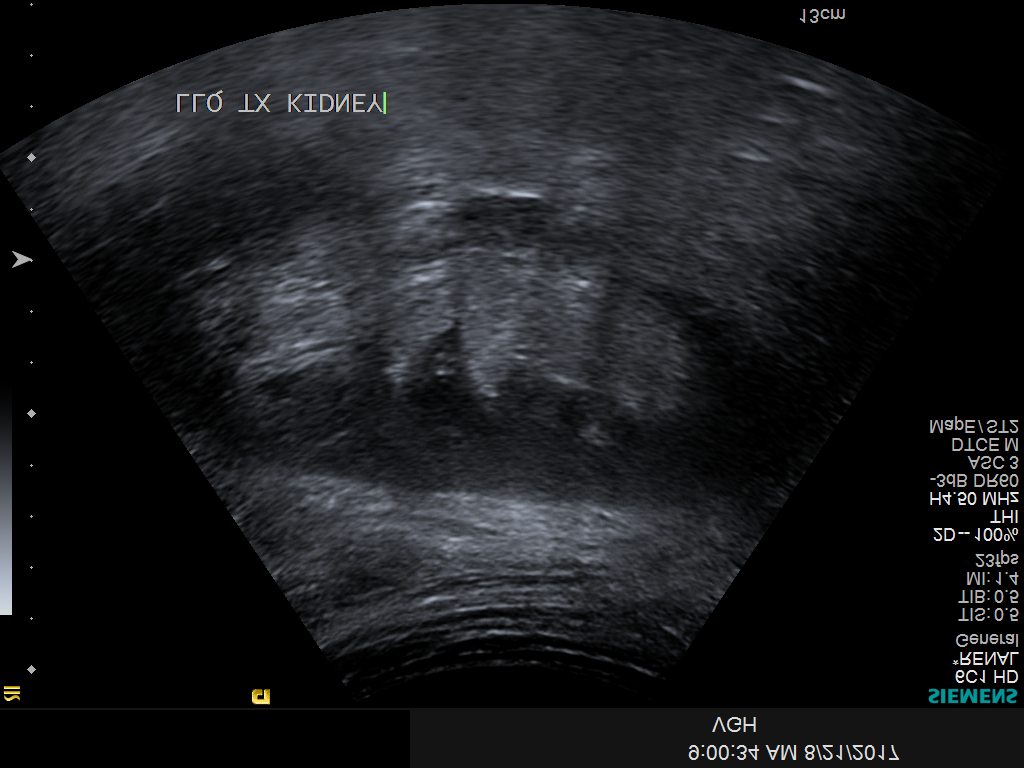 VGH
9:00:34 AM 8/21/2017
SIEMENS
6C1 HD
*RENAL
General
TIS: 0.5
TIB: 0.5
MI: 1.4
23fps
2D--100%
THI
H4.50 MHz
-3dB DR60
ASC 3
DTCE M
MapE/ST2
LLQ TX KIDNEY
13cm